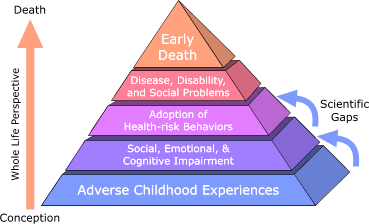 Death
Early
Death
Disease, Disability,
and Social Problems
Scientific
Gaps
Adoption of
Health-risk Behaviors
Whole Life Perspective
Social, Emotional, &
Cognitive Impairment
Adverse Childhood Experiences
Conception